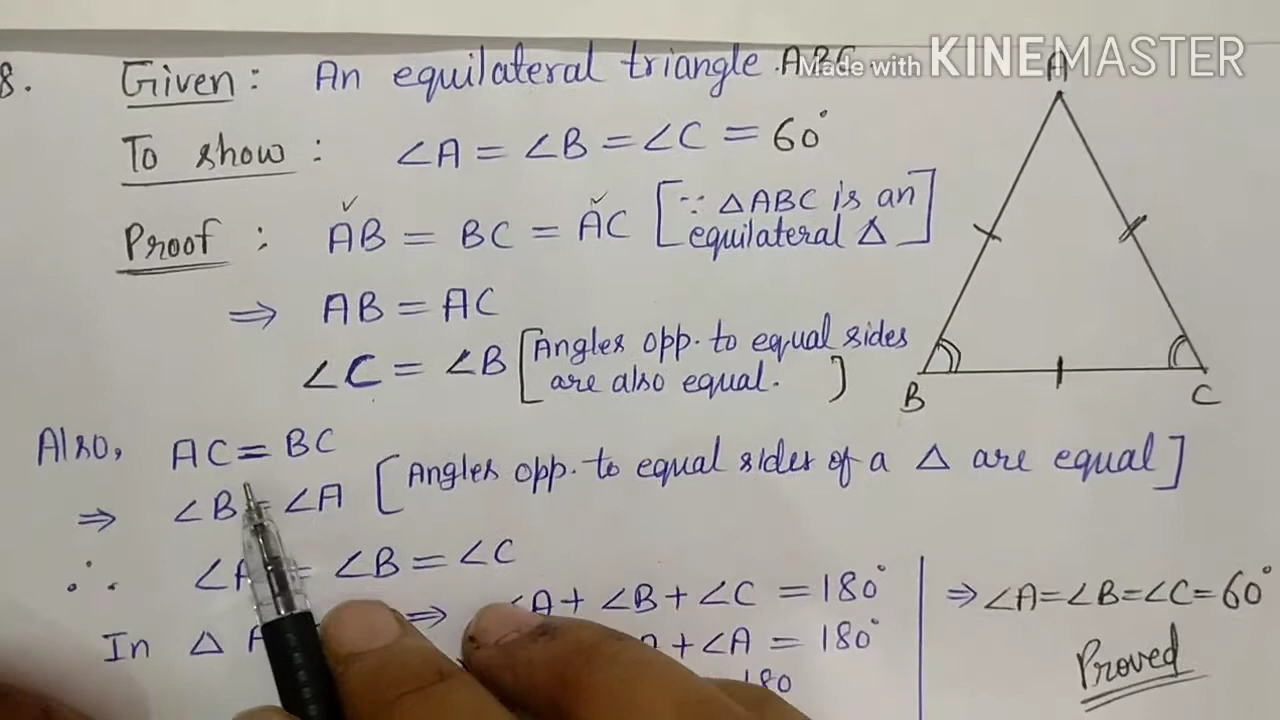 8. Given: An equilateral triangle ABC
Made with KINEMASTER
To show: ∠A = ∠B = ∠C = 60°
Proof: AB = BC = AC [∵ △ABC is an equilateral △]
⇒ AB = AC
∠C = ∠B [Angles opp. to equal sides are also equal.]
Also, AC = BC
⇒ ∠B = ∠A [Angles opp. to equal sides of a △ are equal]
∴ ∠A = ∠B = ∠C
In △
⇒ ∠A + ∠B + ∠C = 180°
+ ∠A = 180°
180
⇒ ∠A = ∠B = ∠C = 60°
Proved
A
B
C